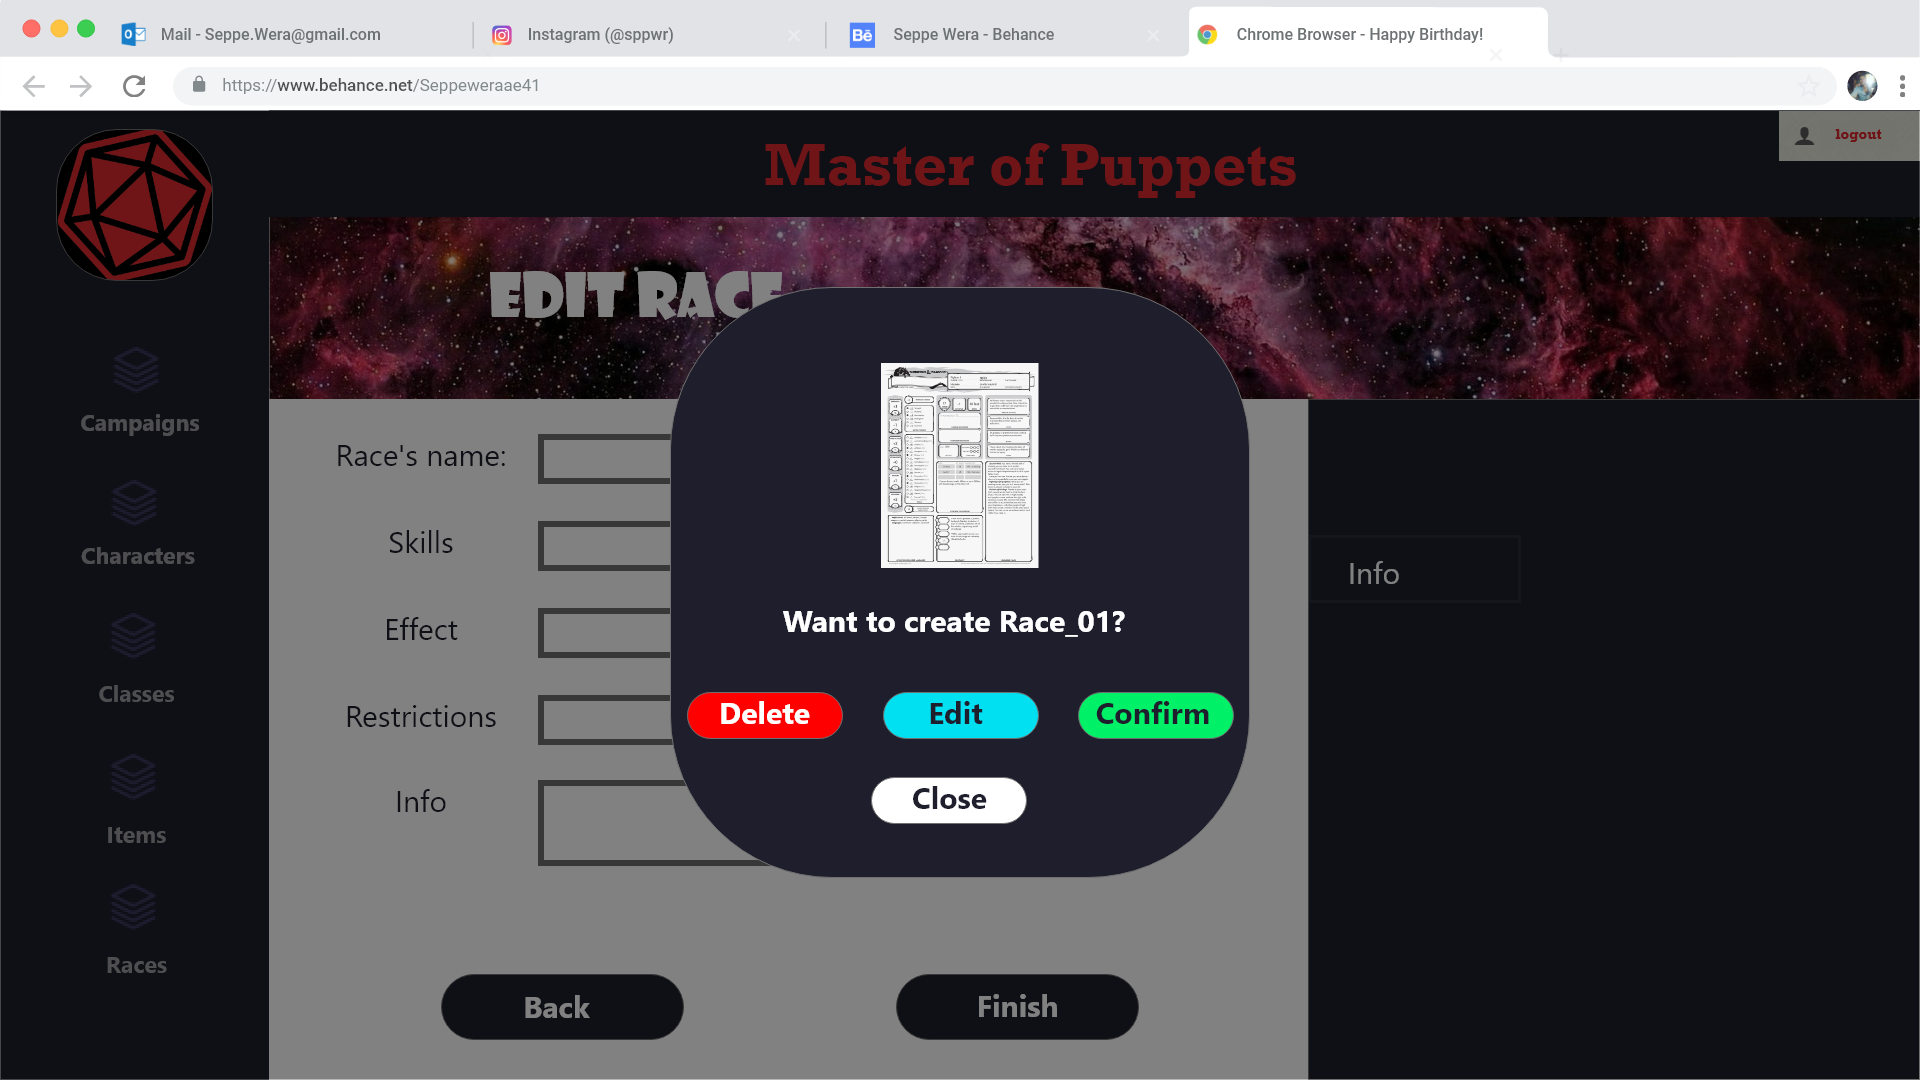 Mail - Seppe.Wera@gmail.com
Instagram (@sppwr)
Bē
Seppe Wera - Behance
Chrome Browser - Happy Birthday!
https://www.behance.net/Seppeweraae41
logout
Master of Puppets
EDIT RACE
Campaigns
Characters
Classes
Items
Races
Race's name:
Skills
Effect
Restrictions
Info
Info
Want to create Race_01?
Delete
Edit
Confirm
Close
Back
Finish